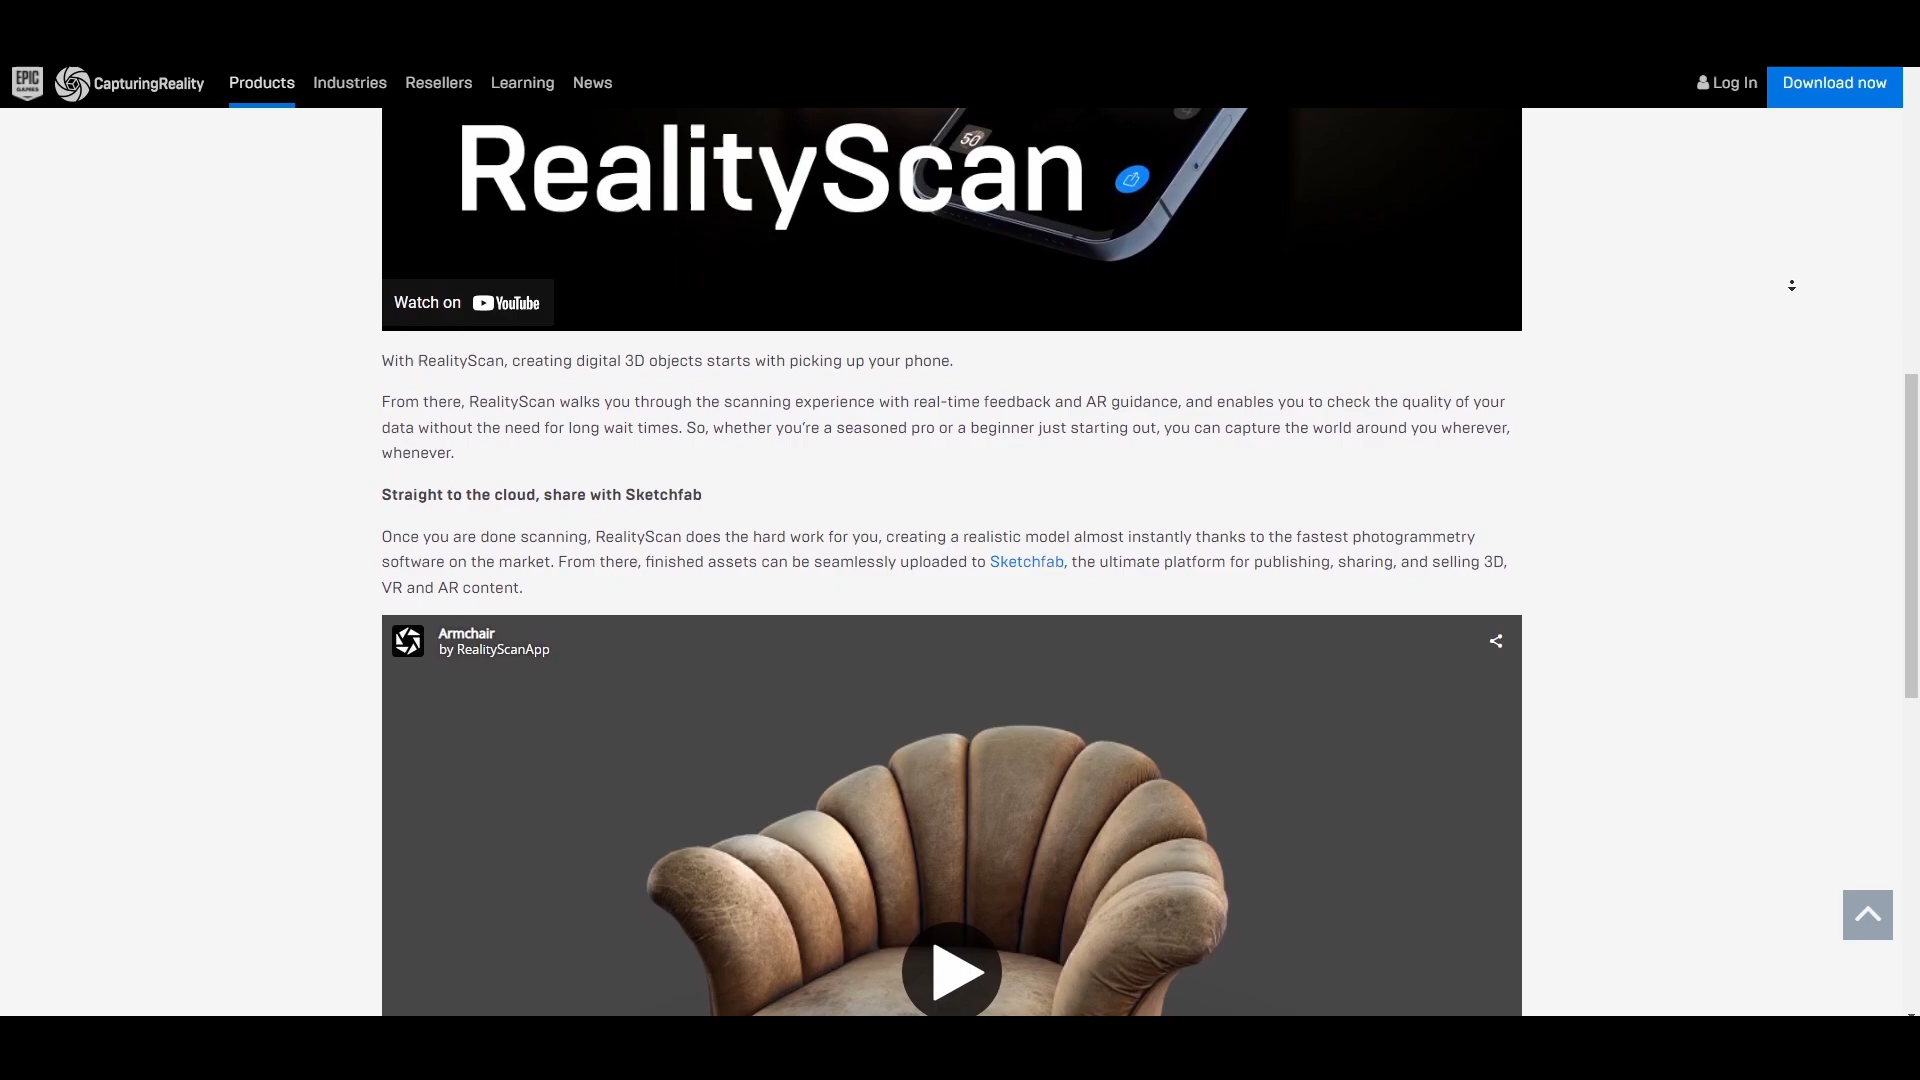 EPIC
GAMES
CapturingReality
Products
Industries
Resellers
Learning
News
Log In
Download now
50
RealityScan
Watch on YouTube
With RealityScan, creating digital 3D objects starts with picking up your phone.
From there, RealityScan walks you through the scanning experience with real-time feedback and AR guidance, and enables you to check the quality of your
data without the need for long wait times. So, whether you’re a seasoned pro or a beginner just starting out, you can capture the world around you wherever,
whenever.
Straight to the cloud, share with Sketchfab
Once you are done scanning, RealityScan does the hard work for you, creating a realistic model almost instantly thanks to the fastest photogrammetry
software on the market. From there, finished assets can be seamlessly uploaded to Sketchfab, the ultimate platform for publishing, sharing, and selling 3D,
VR and AR content.
Armchair
by RealityScanApp